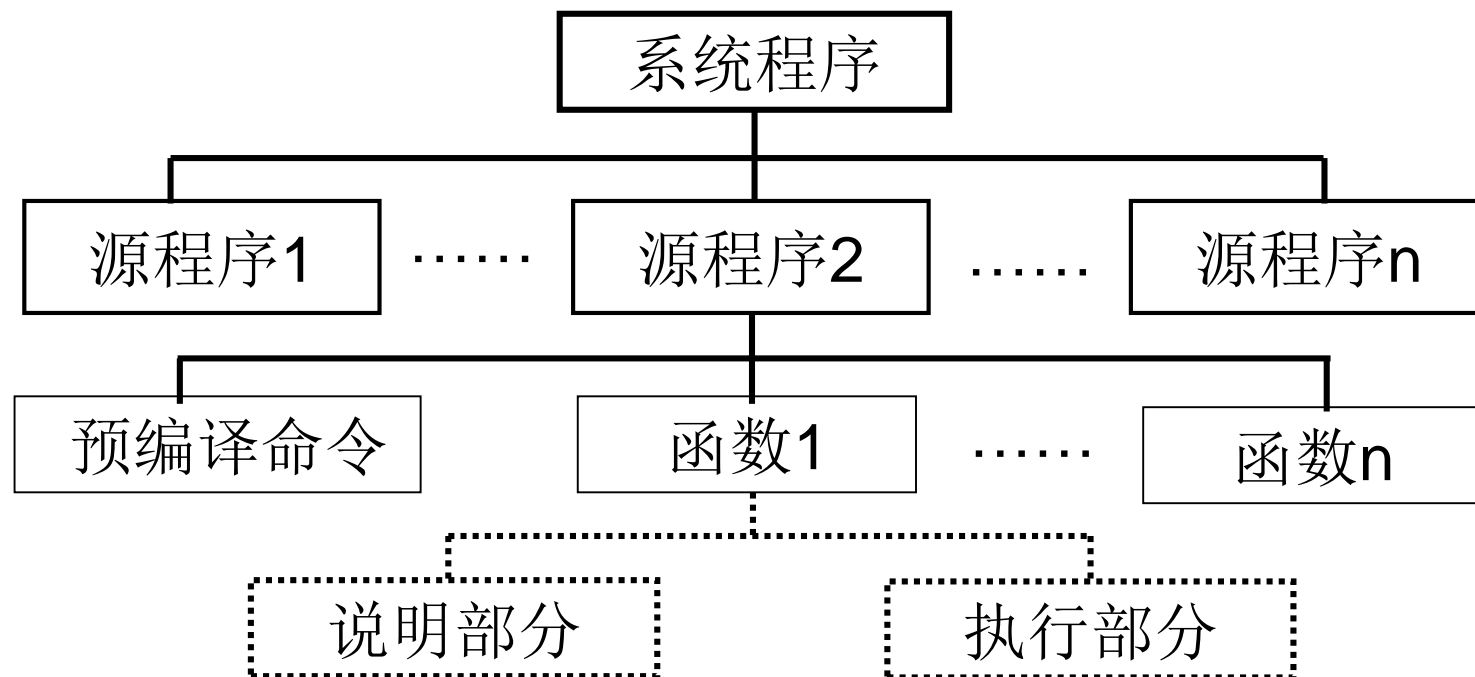 系统程序
源程序1 ······ 源程序2 ······ 源程序n
预编译命令 函数1 ······ 函数n
说明部分 执行部分